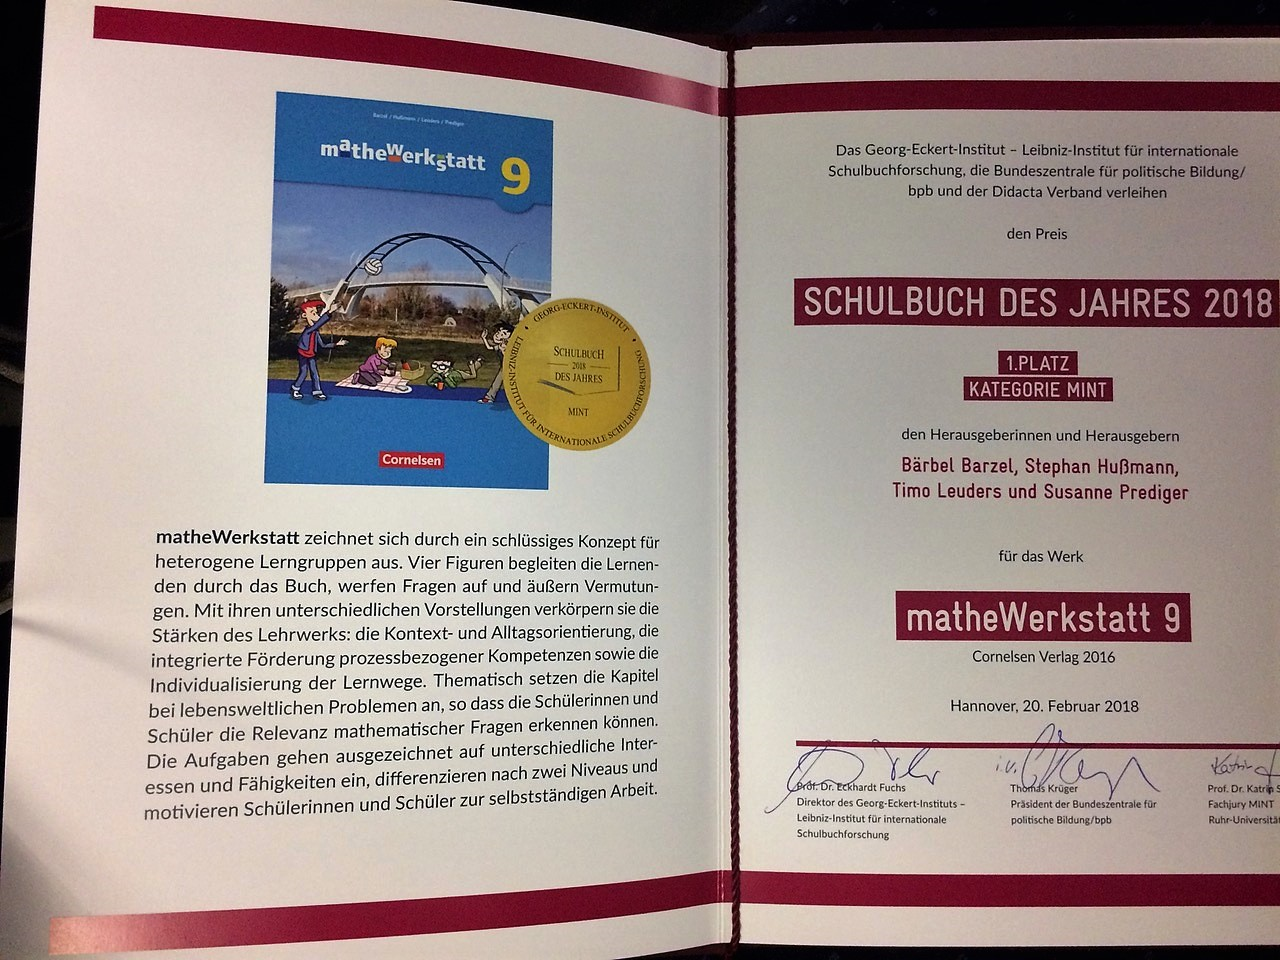 Barzel / Hußmann / Leuders / Prediger
matheWerkstatt 9
GEORG-ECKERT-INSTITUT
LEIBNIZ-INSTITUT FÜR INTERNATIONALE SCHULBUCHFORSCHUNG
SCHULBUCH
2018
DES JAHRES
MINT
Cornelsen
matheWerkstatt zeichnet sich durch ein schlüssiges Konzept für
heterogene Lerngruppen aus. Vier Figuren begleiten die Lernen-
den durch das Buch, werfen Fragen auf und äußern Vermutun-
gen. Mit ihren unterschiedlichen Vorstellungen verkörpern sie die
Stärken des Lehrwerks: die Kontext- und Alltagsorientierung, die
integrierte Förderung prozessbezogener Kompetenzen sowie die
Individualisierung der Lernwege. Thematisch setzen die Kapitel
bei lebensweltlichen Problemen an, so dass die Schülerinnen und
Schüler die Relevanz mathematischer Fragen erkennen können.
Die Aufgaben gehen ausgezeichnet auf unterschiedliche Inter-
essen und Fähigkeiten ein, differenzieren nach zwei Niveaus und
motivieren Schülerinnen und Schüler zur selbstständigen Arbeit.
Das Georg-Eckert-Institut – Leibniz-Institut für internationale
Schulbuchforschung, die Bundeszentrale für politische Bildung/
bpb und der Didacta Verband verleihen
den Preis
SCHULBUCH DES JAHRES 2018
1.PLATZ
KATEGORIE MINT
den Herausgeberinnen und Herausgebern
Bärbel Barzel, Stephan Hußmann,
Timo Leuders und Susanne Prediger
für das Werk
matheWerkstatt 9
Cornelsen Verlag 2016
Hannover, 20. Februar 2018
i.V.
Katrin
Prof. Dr. Eckhardt Fuchs
Direktor des Georg-Eckert-Instituts –
Leibniz-Institut für internationale
Schulbuchforschung
Thomas Krüger
Präsident der Bundeszentrale für
politische Bildung/bpb
Prof. Dr. Katrin S
Fachjury MINT
Ruhr-Universitä